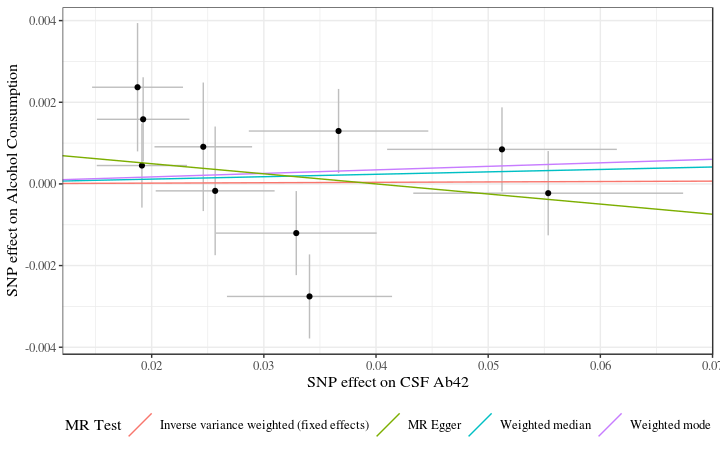 SNP effect on Alcohol Consumption
0.004
0.002
0.000
-0.002
-0.004
0.02 0.03 0.04 0.05 0.06 0.07
SNP effect on CSF Ab42
MR Test Inverse variance weighted (fixed effects) MR Egger Weighted median Weighted mode